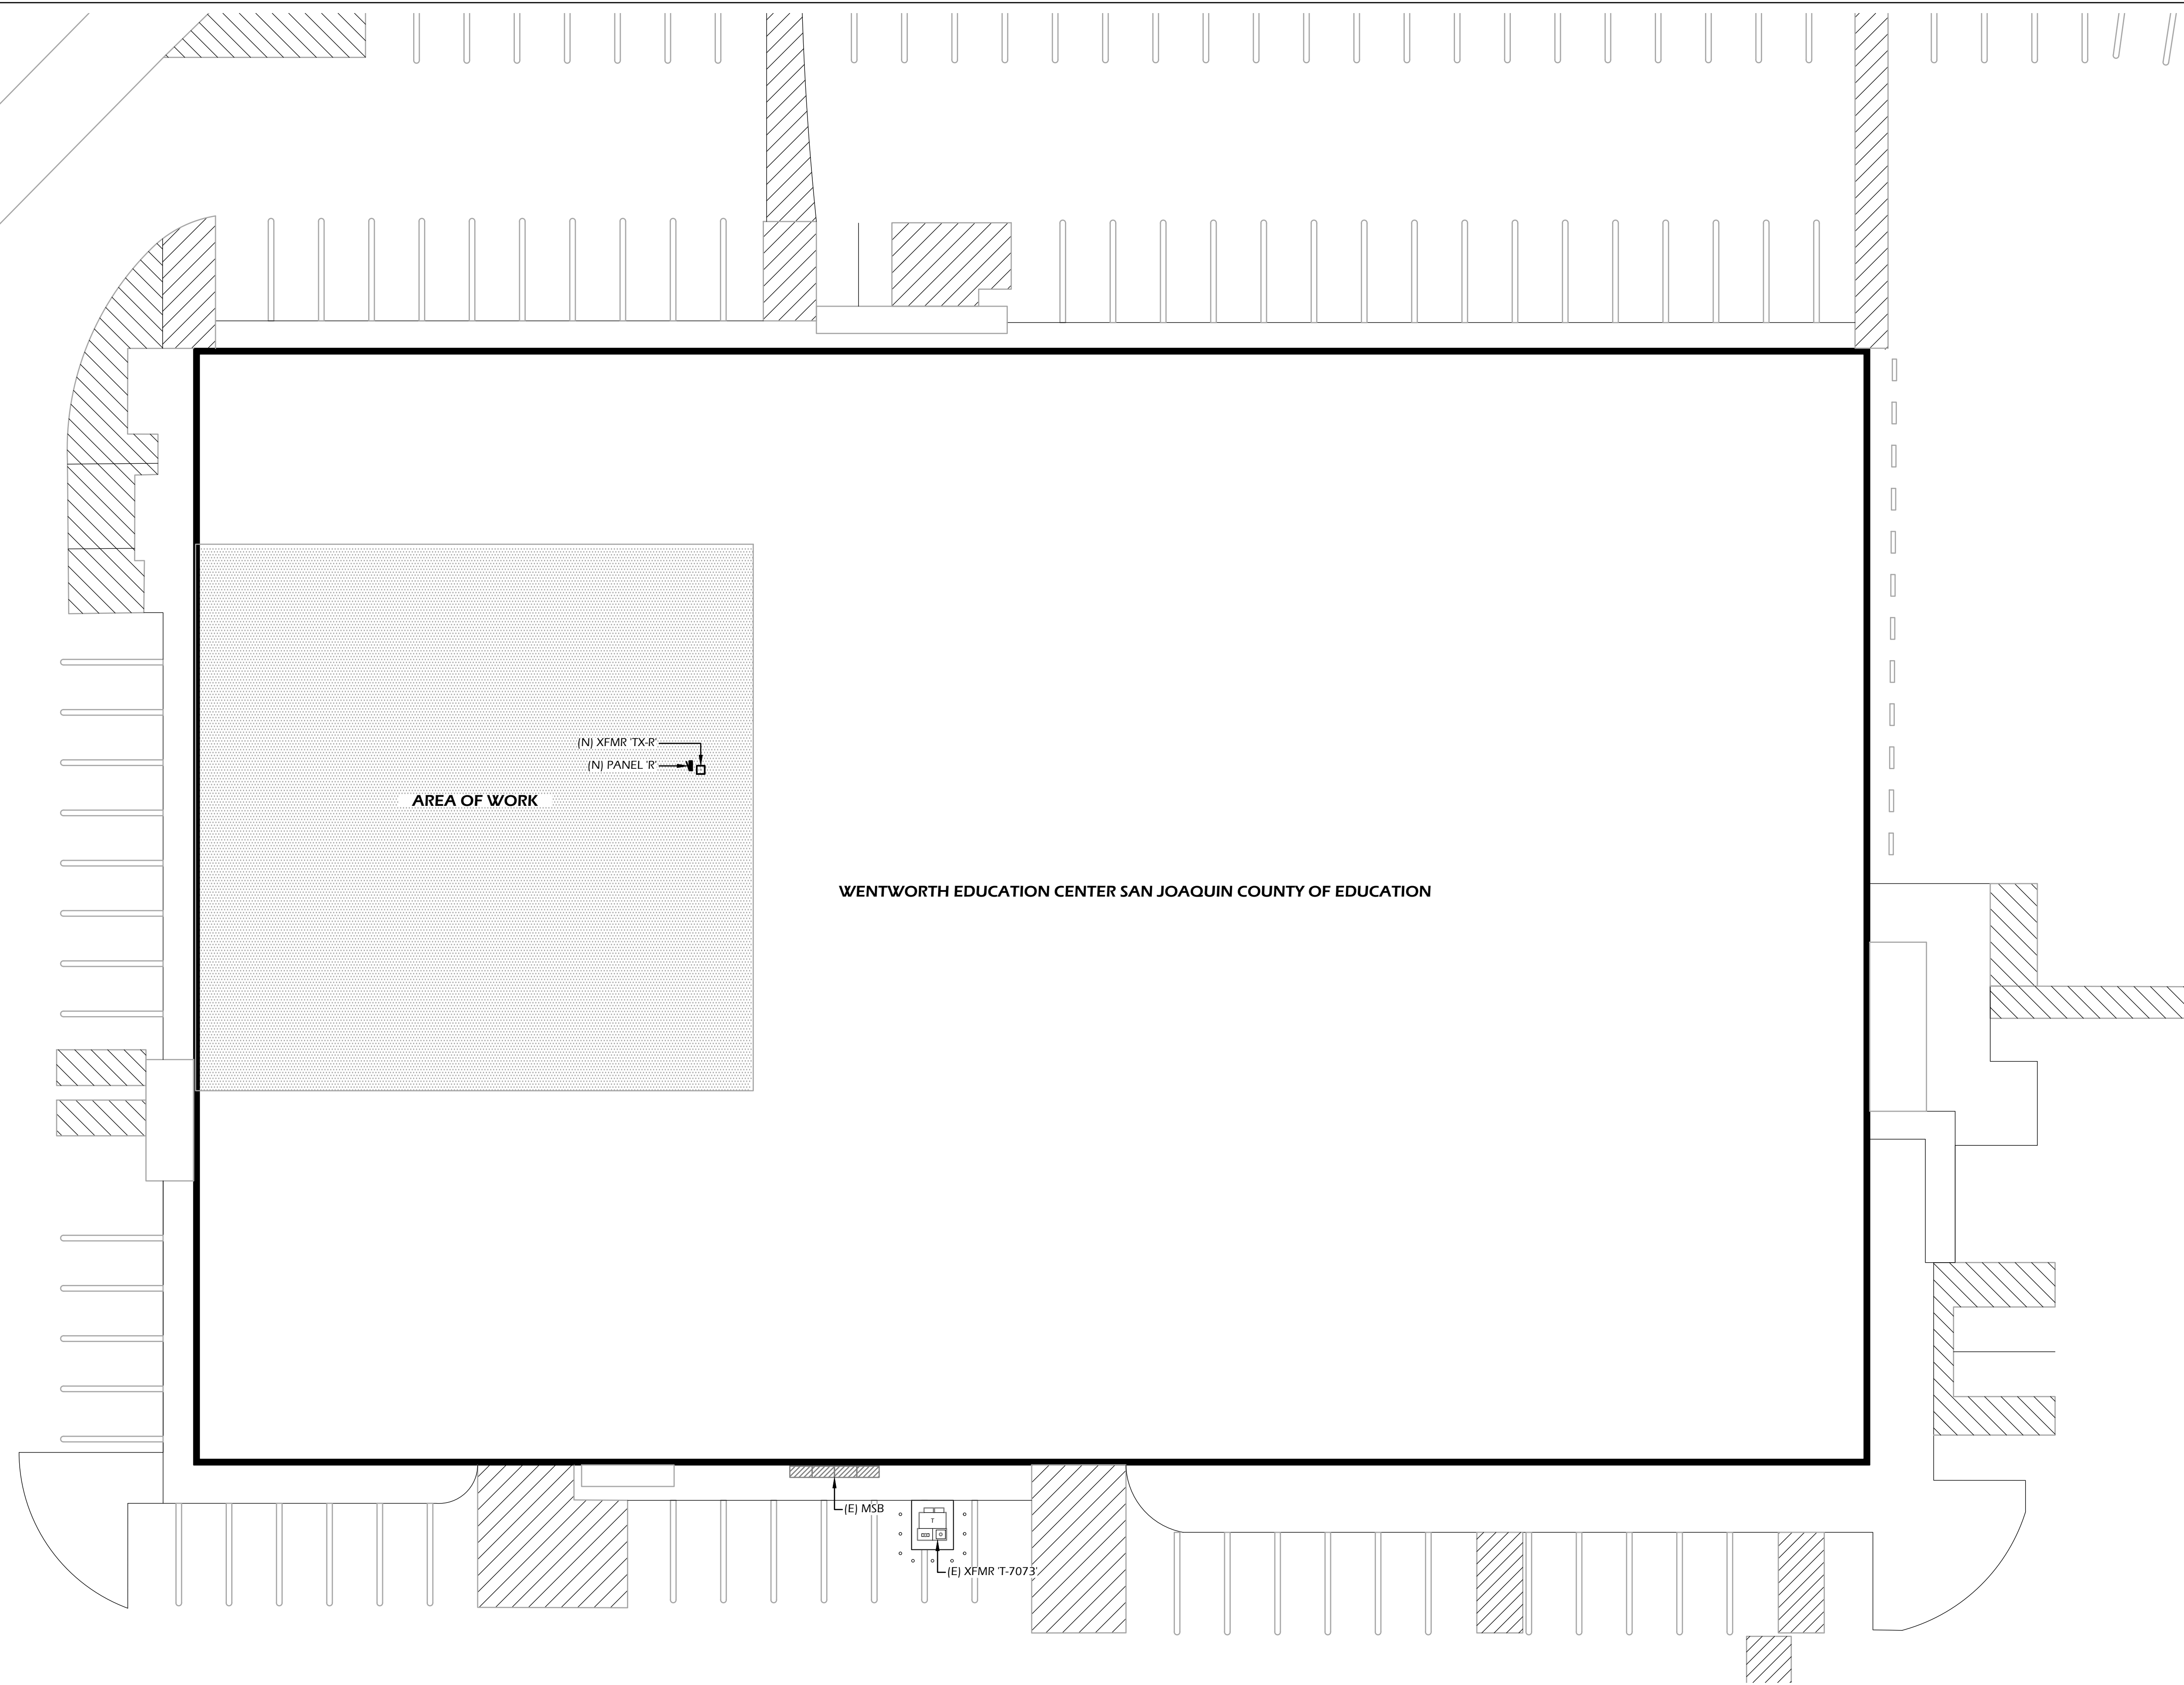 (N) XFMR 'TX-R'
(N) PANEL 'R'
AREA OF WORK
WENTWORTH EDUCATION CENTER SAN JOAQUIN COUNTY OF EDUCATION
(E) MSB
T
(E) XFMR 'T-7073'